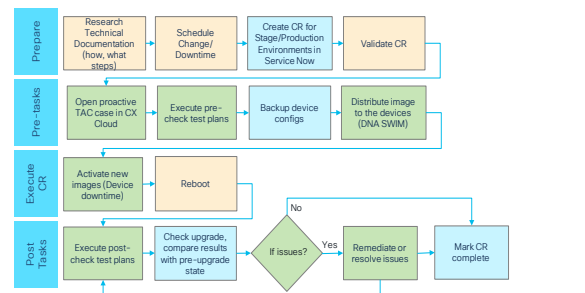 Prepare
Research
Technical
Documentation
(how, what
steps)
Schedule
Change/
Downtime
Create CR for
Stage/Production
Environments in
Service Now
Validate CR
Pre-tasks
Open proactive
TAC case in CX
Cloud
Execute pre-
check test plans
Backup device
configs
Distribute image
to the devices
(DNA SWIM)
Execute
CR
Activate new
images (Device
downtime)
Reboot
Post
Tasks
Execute post-
check test plans
Check upgrade,
compare results
with pre-upgrade
state
If issues?
No
Yes
Remediate or
resolve issues
Mark CR
complete